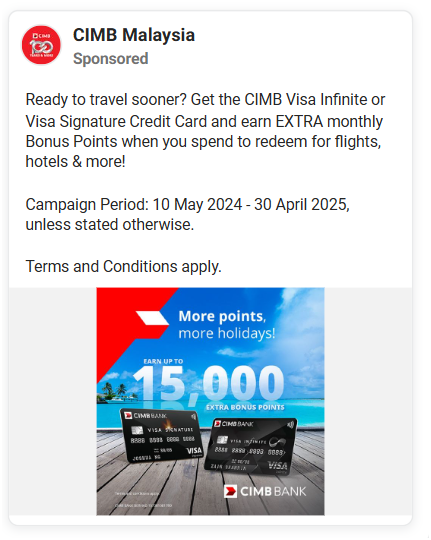 CIMB Malaysia
Sponsored
Ready to travel sooner? Get the CIMB Visa Infinite or
Visa Signature Credit Card and earn EXTRA monthly
Bonus Points when you spend to redeem for flights,
hotels & more!
Campaign Period: 10 May 2024 - 30 April 2025,
unless stated otherwise.
Terms and Conditions apply.
More points,
more holidays!
EARN UP TO
15,000
EXTRA BONUS POINTS
CIMB BANK
VISA SIGNATURE
VISA
CIMB BANK
VISA INFINITE
VISA
CIMB BANK